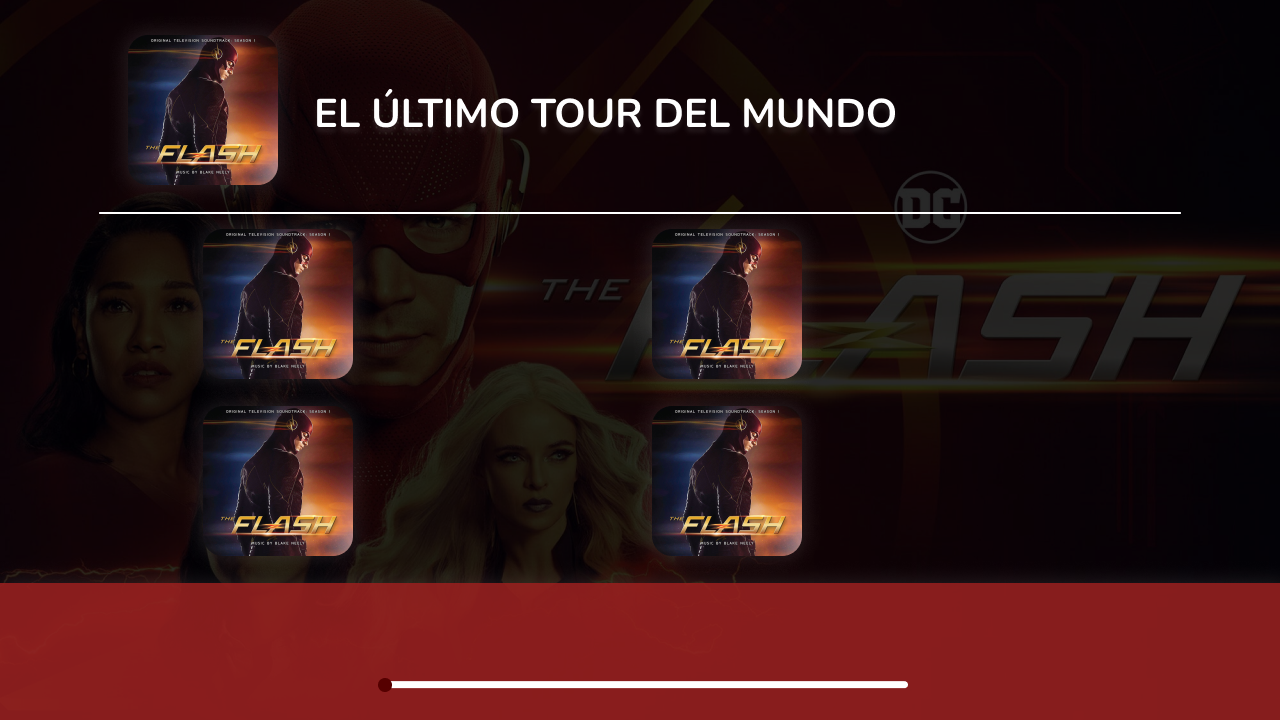 ORIGINAL TELEVISION SOUNDTRACK SEASON 1
THE FLASH
MUSIC BY BLAKE NEELY
EL ÚLTIMO TOUR DEL MUNDO
DC
THE FLASH
ORIGINAL TELEVISION SOUNDTRACK SEASON 1
THE FLASH
MUSIC BY BLAKE NEELY
ORIGINAL TELEVISION SOUNDTRACK SEASON 1
THE FLASH
MUSIC BY BLAKE NEELY
ORIGINAL TELEVISION SOUNDTRACK SEASON 1
THE FLASH
MUSIC BY BLAKE NEELY
ORIGINAL TELEVISION SOUNDTRACK SEASON 1
THE FLASH
MUSIC BY BLAKE NEELY